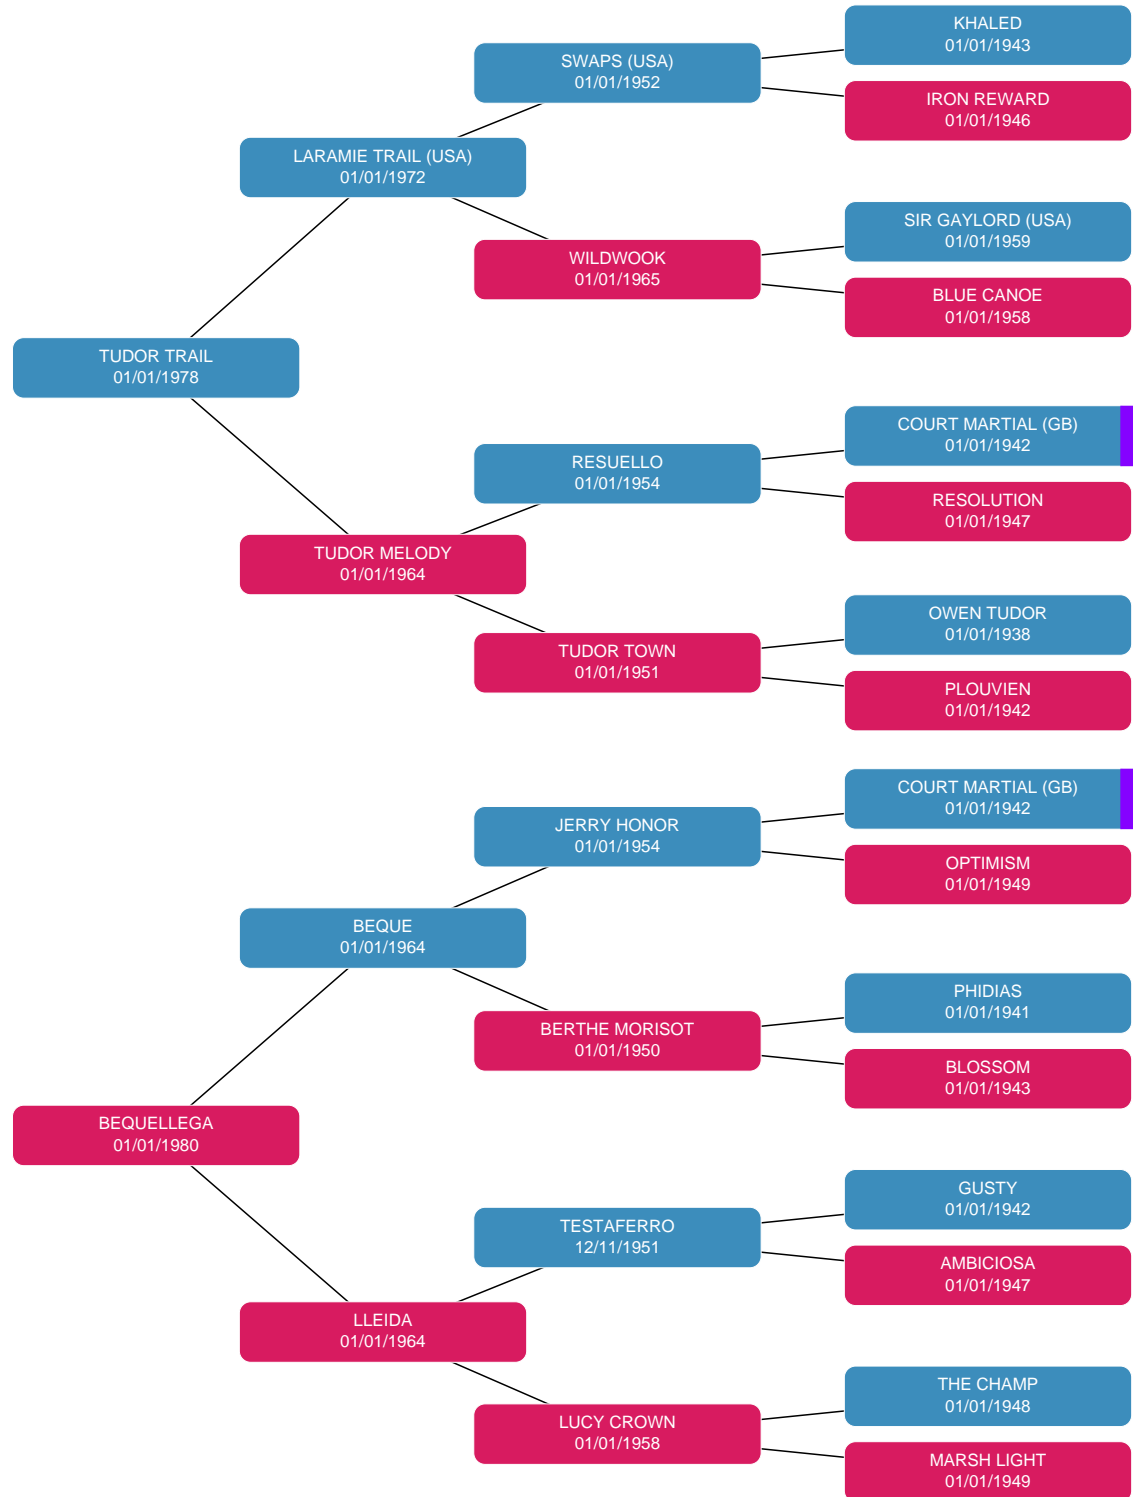 KHALED
01/01/1943
SWAPS (USA)
01/01/1952
IRON REWARD
01/01/1946
LARAMIE TRAIL (USA)
01/01/1972
SIR GAYLORD (USA)
01/01/1959
WILDWOOK
01/01/1965
BLUE CANOE
01/01/1958
TUDOR TRAIL
01/01/1978
COURT MARTIAL (GB)
01/01/1942
RESUELLO
01/01/1954
RESOLUTION
01/01/1947
TUDOR MELODY
01/01/1964
OWEN TUDOR
01/01/1938
TUDOR TOWN
01/01/1951
PLOUVIEN
01/01/1942
COURT MARTIAL (GB)
01/01/1942
JERRY HONOR
01/01/1954
OPTIMISM
01/01/1949
BEQUE
01/01/1964
PHIDIAS
01/01/1941
BERTHE MORISOT
01/01/1950
BLOSSOM
01/01/1943
BEQUELLEGA
01/01/1980
GUSTY
01/01/1942
TESTAFERRO
12/11/1951
AMBICIOSA
01/01/1947
LLEIDA
01/01/1964
THE CHAMP
01/01/1948
LUCY CROWN
01/01/1958
MARSH LIGHT
01/01/1949